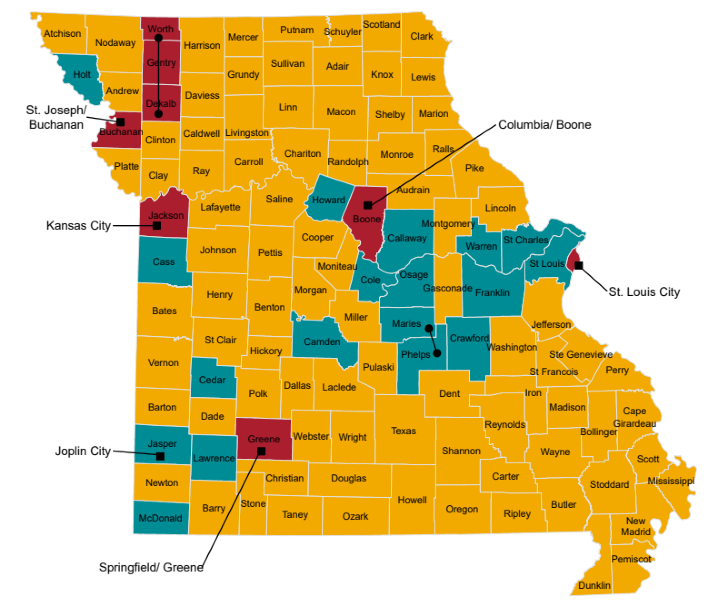 Atchison
Nodaway
Worth
Harrison
Mercer
Putnam
Schuyler
Scotland
Clark
Holt
Gentry
Grundy
Sullivan
Adair
Knox
Lewis
Andrew
Dekalb
Daviess
Linn
Macon
Shelby
Marion
St. Joseph/
Buchanan
Buchanan
Clinton
Caldwell
Livingston
Columbia/ Boone
Platte
Clay
Ray
Carroll
Chariton
Randolph
Monroe
Ralls
Pike
Audrain
Jackson
Lafayette
Saline
Howard
Boone
Callaway
Montgomery
Lincoln
Kansas City
Cass
Johnson
Pettis
Cooper
Moniteau
Cole
Osage
Gasconade
Warren
St Charles
St Louis
Franklin
St. Louis City
Bates
Henry
Benton
Morgan
Miller
Maries
Jefferson
Vernon
St Clair
Hickory
Camden
Pulaski
Phelps
Crawford
Washington
Ste Genevieve
St Francois
Perry
Cedar
Polk
Dallas
Laclede
Dent
Iron
Madison
Cape
Girardeau
Bollinger
Barton
Dade
Greene
Webster
Wright
Texas
Reynolds
Joplin City
Jasper
Lawrence
Shannon
Wayne
Scott
Newton
Christian
Douglas
Carter
Stoddard
Mississippi
McDonald
Barry
Stone
Taney
Ozark
Howell
Oregon
Ripley
Butler
New
Madrid
Springfield/ Greene
Pemiscot
Dunklin